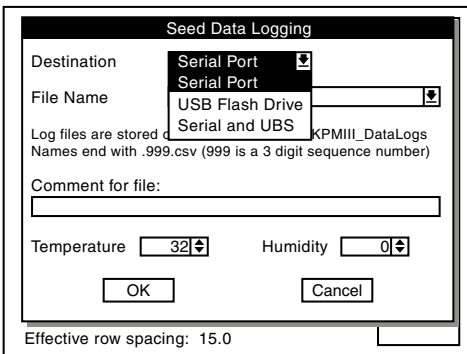 Seed Data Logging
Destination Serial Port
Serial Port
File Name
USB Flash Drive
Serial and UBS
Log files are stored KPMIII_DataLogs
Names end with .999.csv (999 is a 3 digit sequence number)
Comment for file:
Temperature 32 Humidity 0
OK Cancel
Effective row spacing: 15.0